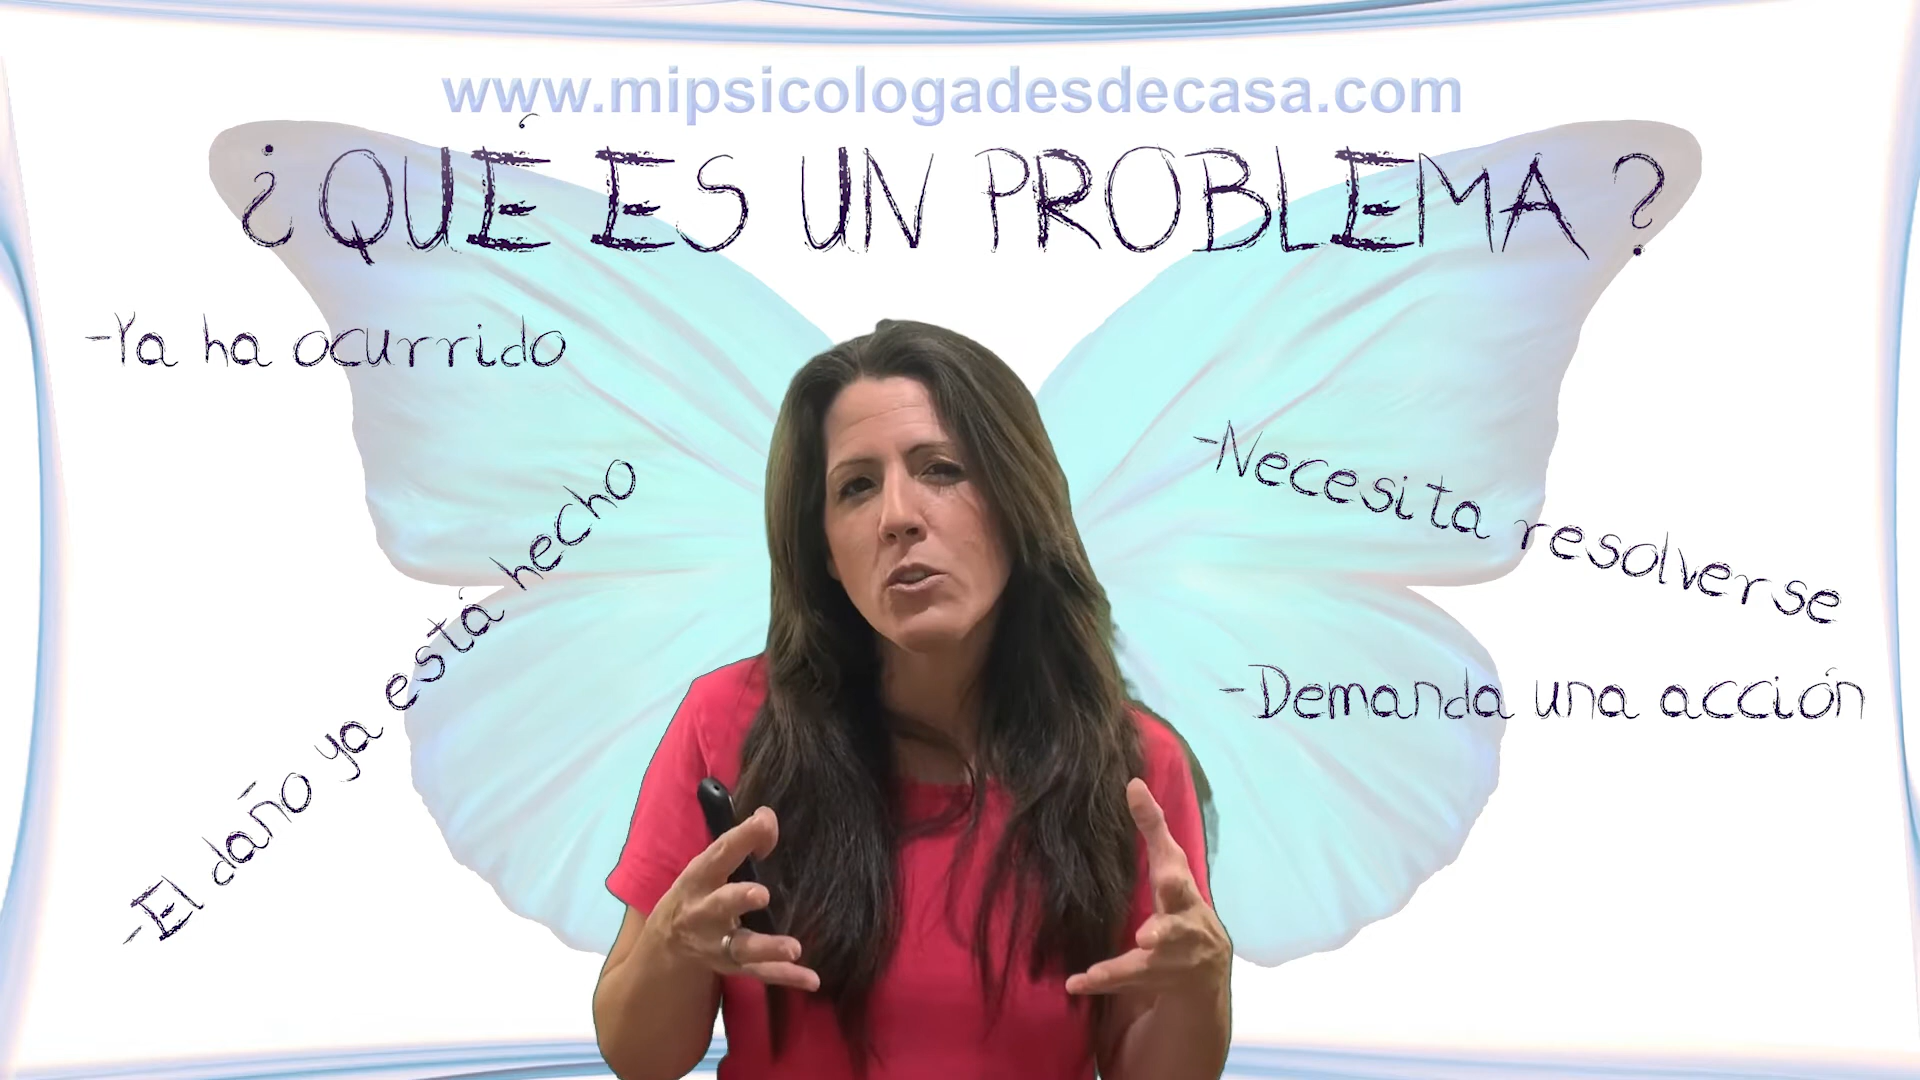 www.mipsicologadesdecasa.com
¿QUÉ ES UN PROBLEMA?
-Ya ha ocurrido
-El daño ya está hecho
-Necesita resolverse
-Demanda una acción